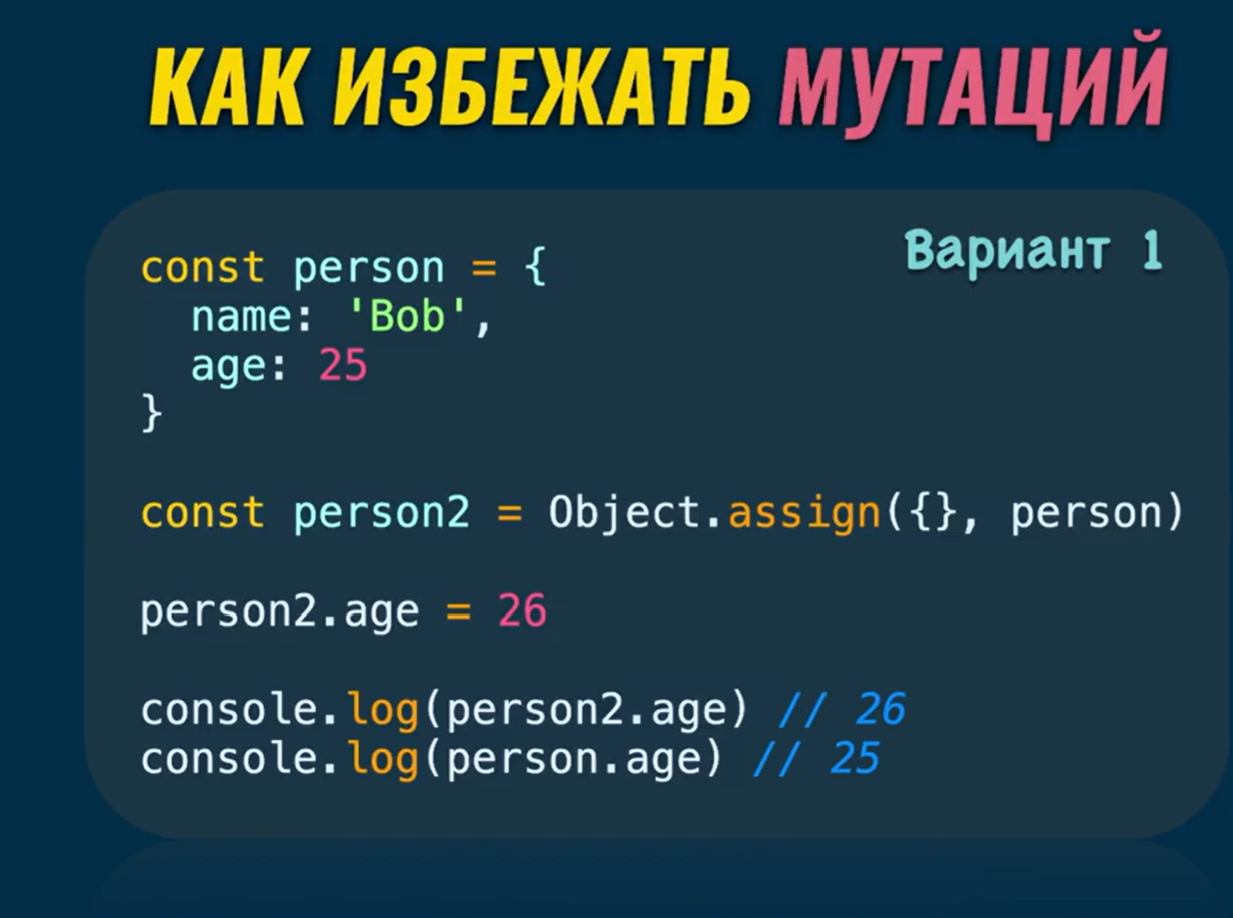 КАК ИЗБЕЖАТЬ МУТАЦИЙ
Вариант 1
const person = {
  name: 'Bob',
  age: 25
}
const person2 = Object.assign({}, person)
person2.age = 26
console.log(person2.age) // 26
console.log(person.age) // 25